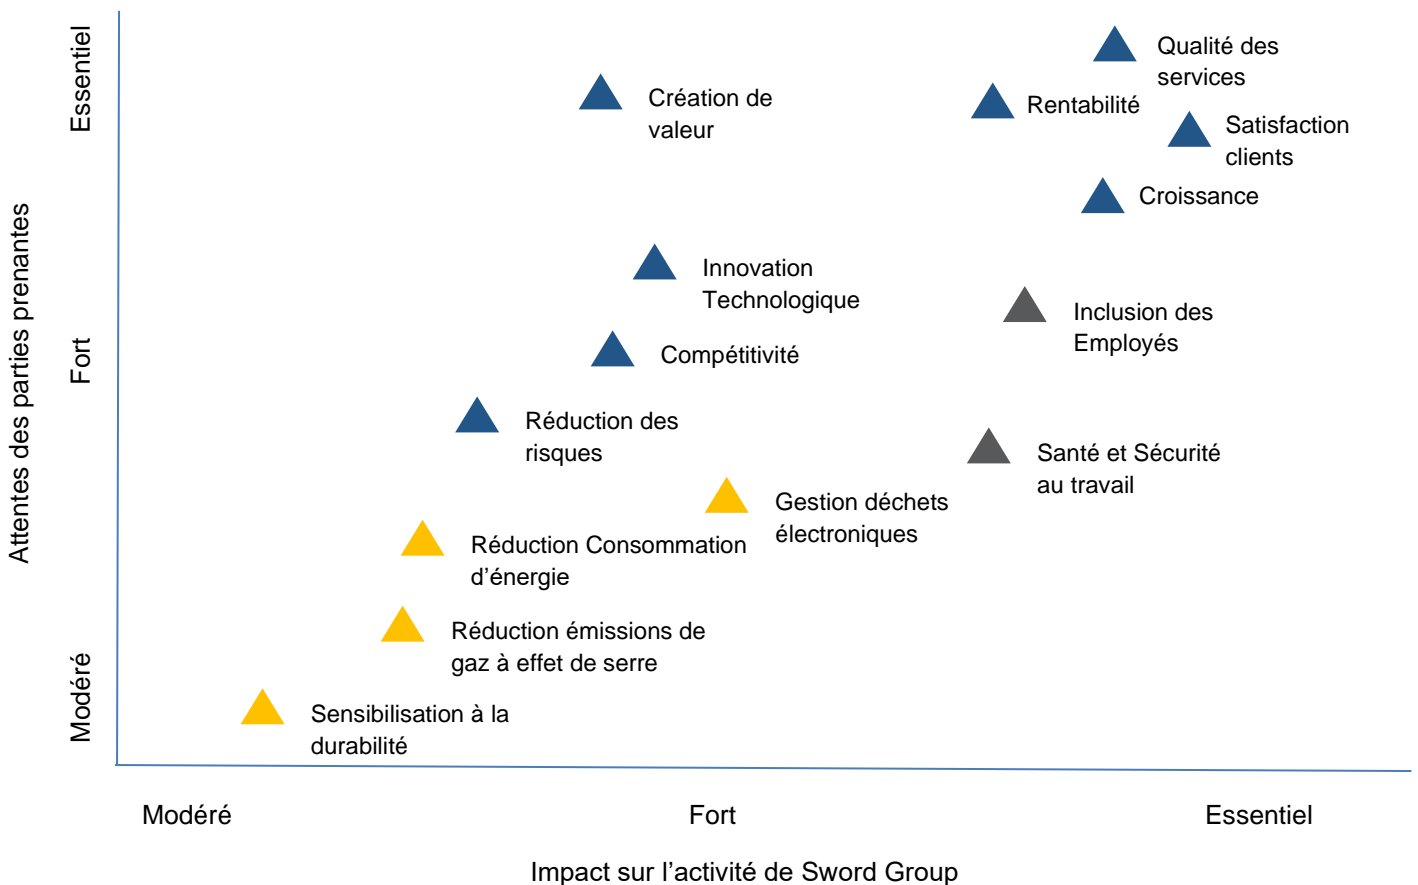 Essentiel
Fort
Modéré
Attentes des parties prenantes
Qualité des
services
Création de
valeur
Rentabilité
Satisfaction
clients
Croissance
Innovation
Technologique
Inclusion des
Employés
Compétitivité
Réduction des
risques
Santé et Sécurité
au travail
Gestion déchets
électroniques
Réduction Consommation
d’énergie
Réduction émissions de
gaz à effet de serre
Sensibilisation à la
durabilité
Modéré
Fort
Essentiel
Impact sur l’activité de Sword Group